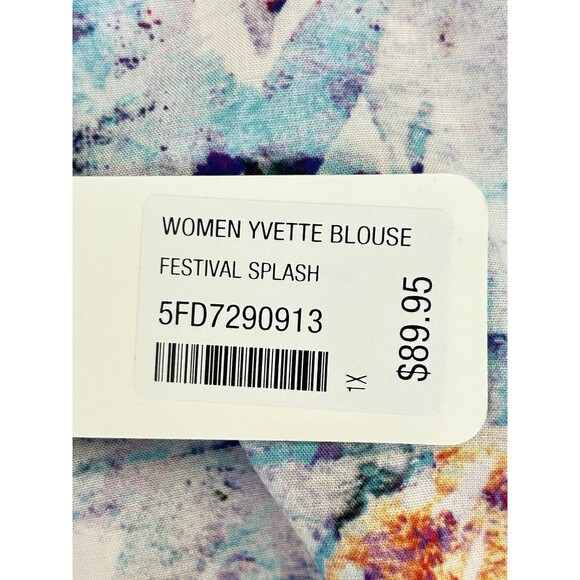 WOMEN YVETTE BLOUSE
FESTIVAL SPLASH
5FD7290913
1X
$89.95